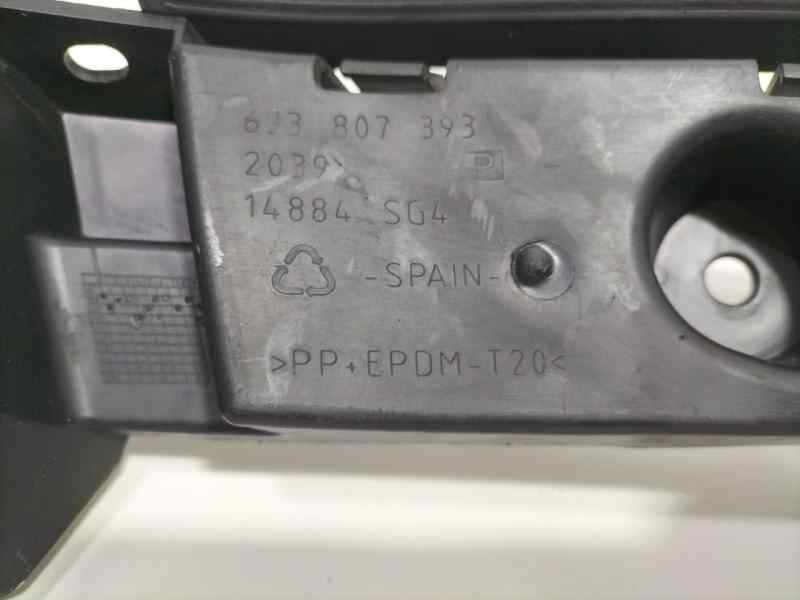 6J3 807 393
2039 P
14884 SG4
-SPAIN-
>PP+EPDM-T20<